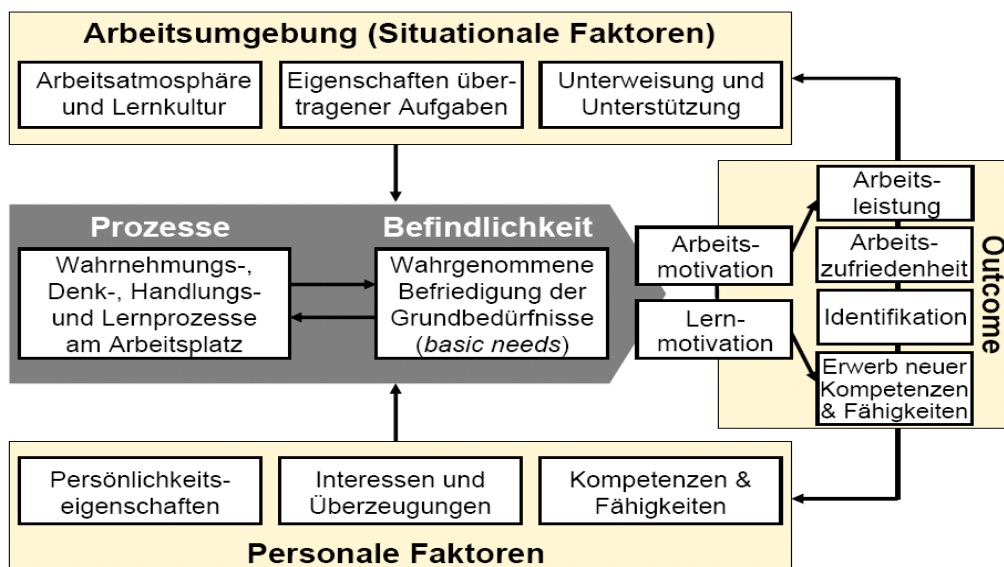 Arbeitsumgebung (Situationale Faktoren)
Arbeitsatmosphäre
und Lernkultur
Eigenschaften über-
tragener Aufgaben
Unterweisung und
Unterstützung
Prozesse
Wahrnehmungs-,
Denk-, Handlungs-
und Lernprozesse
am Arbeitsplatz
Befindlichkeit
Wahrgenommene
Befriedigung der
Grundbedürfnisse
(basic needs)
Arbeits-
motivation
Lern-
motivation
Arbeits-
leistung
Arbeits-
zufriedenheit
Identifikation
Erwerb neuer
Kompetenzen
& Fähigkeiten
Outcome
Persönlichkeits-
eigenschaften
Interessen und
Überzeugungen
Kompetenzen &
Fähigkeiten
Personale Faktoren